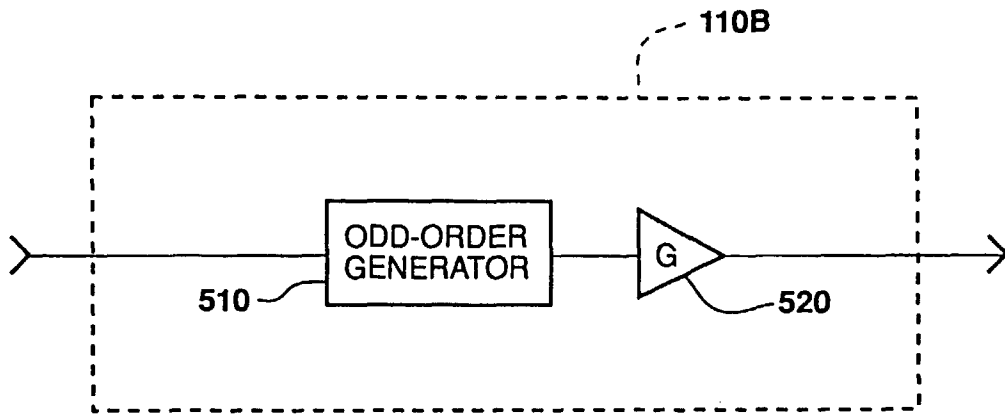 110B
ODD-ORDER
GENERATOR
G
510
520